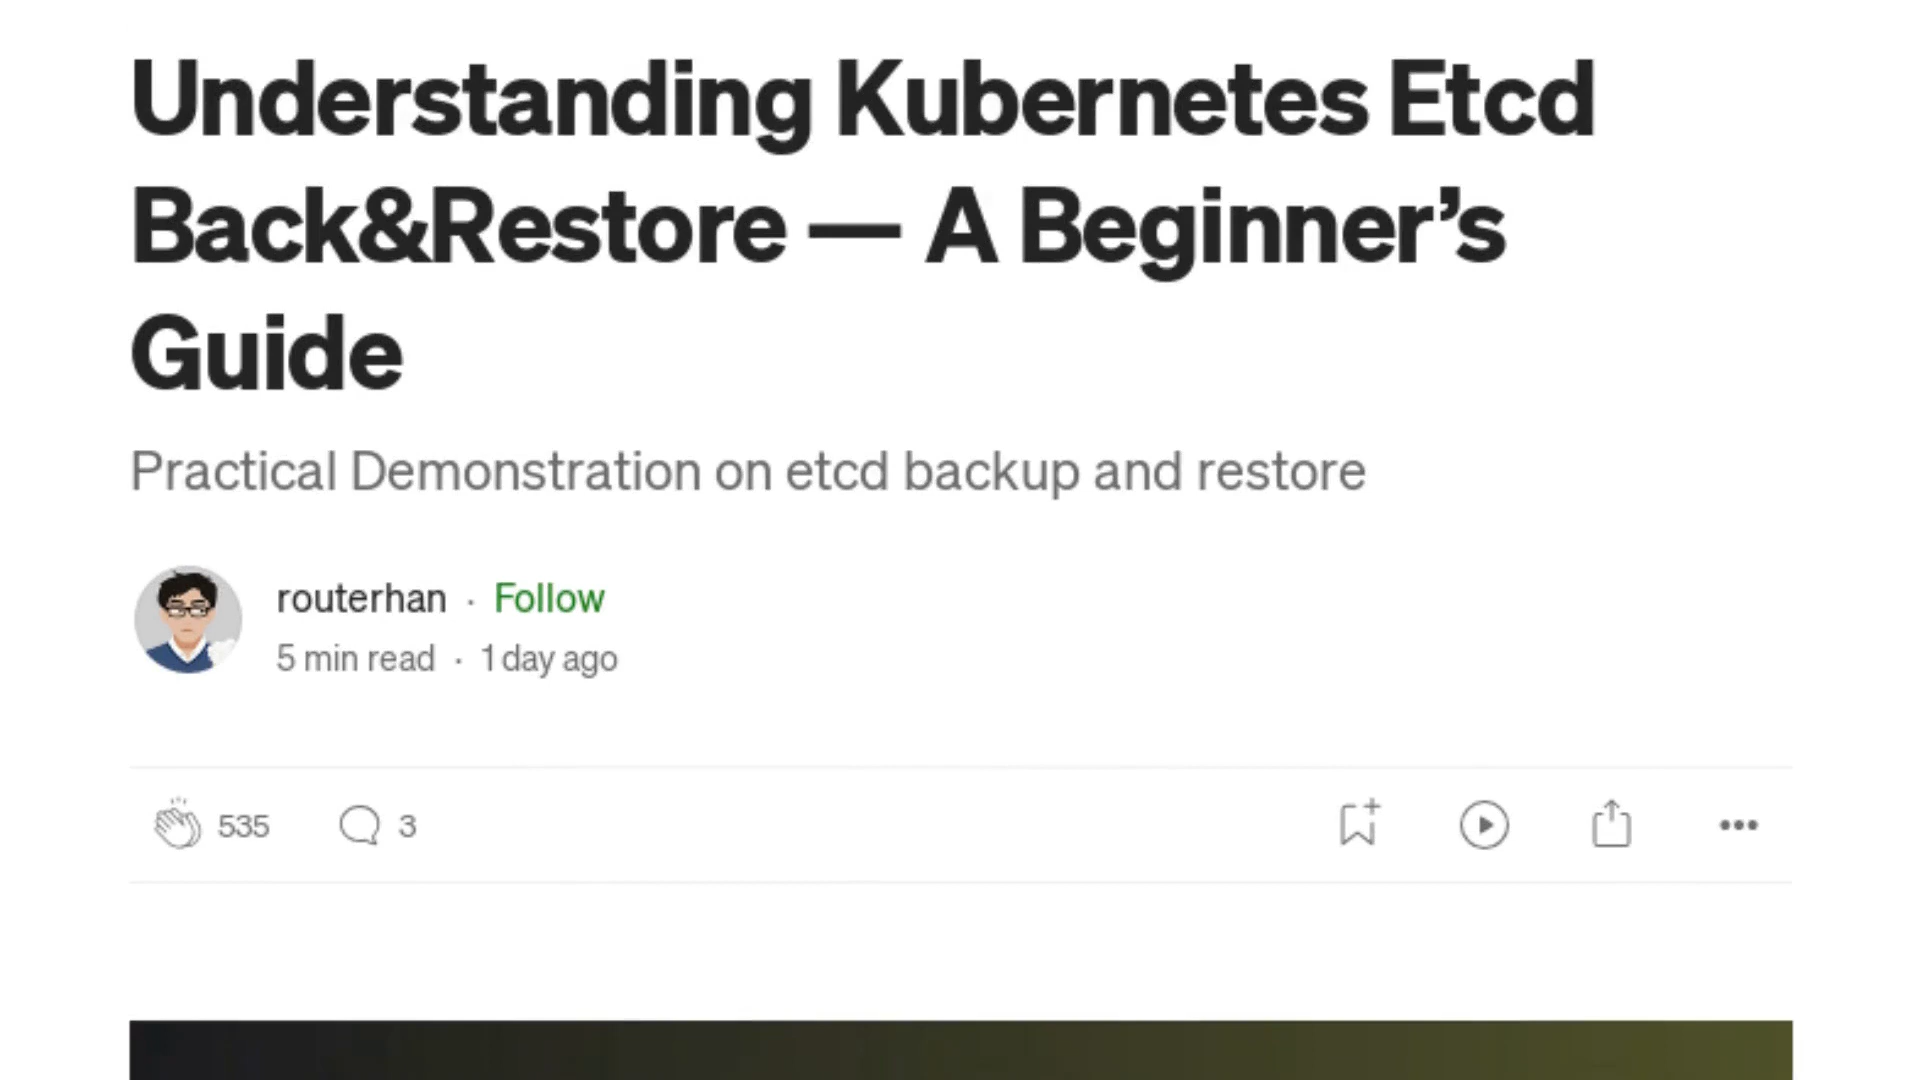 Understanding Kubernetes Etcd
Back&Restore — A Beginner’s
Guide
Practical Demonstration on etcd backup and restore
routerhan · Follow
5 min read · 1 day ago
535 3